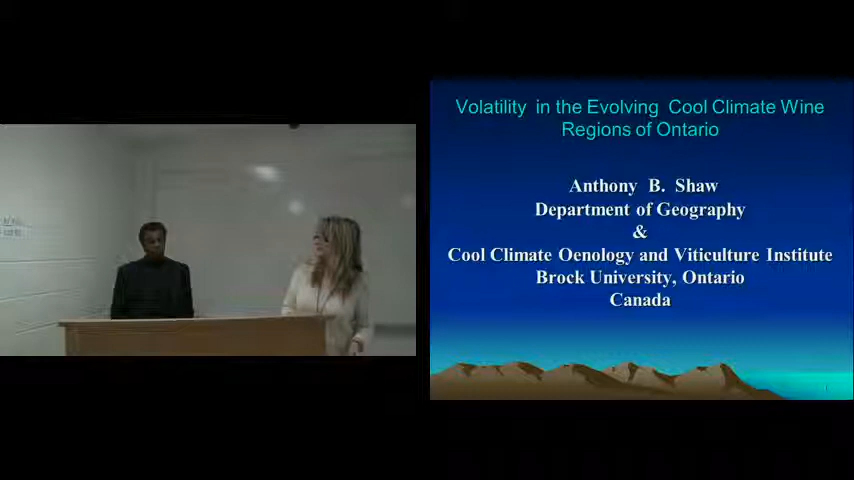 Volatility in the Evolving Cool Climate Wine
Regions of Ontario
Anthony B. Shaw
Department of Geography
&
Cool Climate Oenology and Viticulture Institute
Brock University, Ontario
Canada